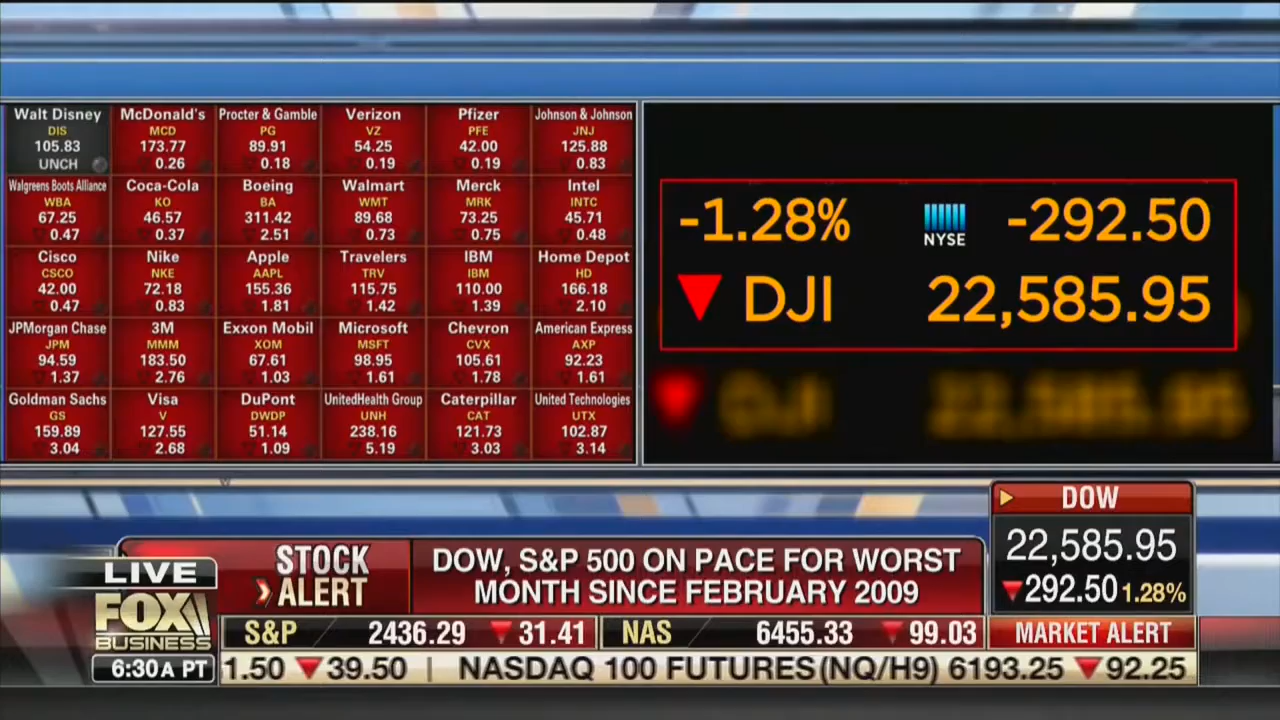 Walt Disney
DIS
105.83
UNCH
McDonald's
MCD
173.77
0.26
Procter & Gamble
PG
89.91
0.18
Verizon
VZ
54.25
0.19
Pfizer
PFE
42.00
0.19
Johnson & Johnson
JNJ
125.88
0.83
Walgreens Boots Alliance
WBA
67.25
0.47
Coca-Cola
KO
46.57
0.37
Boeing
BA
311.42
2.51
Walmart
WMT
89.68
0.73
Merck
MRK
73.25
0.75
Intel
INTC
45.71
0.48
Cisco
CSCO
42.00
0.47
Nike
NKE
72.18
0.83
Apple
AAPL
155.36
1.81
Travelers
TRV
115.75
1.42
IBM
IBM
110.00
1.39
Home Depot
HD
166.18
2.10
JPMorgan Chase
JPM
94.59
1.37
3M
MMM
183.50
2.76
Exxon Mobil
XOM
67.61
1.03
Microsoft
MSFT
98.95
1.61
Chevron
CVX
105.61
1.78
American Express
AXP
92.23
1.61
Goldman Sachs
GS
159.89
3.04
Visa
V
127.55
2.68
DuPont
DWDP
51.14
1.09
UnitedHealth Group
UNH
238.16
5.19
Caterpillar
CAT
121.73
3.03
United Technologies
UTX
102.87
3.14
-1.28% NYSE -292.50
▼ DJI 22,585.95
▼ DJI 22,585.95
DOW
22,585.95
▼292.50 1.28%
MARKET ALERT
STOCK
ALERT
DOW, S&P 500 ON PACE FOR WORST
MONTH SINCE FEBRUARY 2009
LIVE
FOX
BUSINESS
6:30A PT
S&P 2436.29 ▼31.41
NAS 6455.33 ▼99.03
1.50 ▼39.50 | NASDAQ 100 FUTURES(NQ/H9) 6193.25 ▼92.25